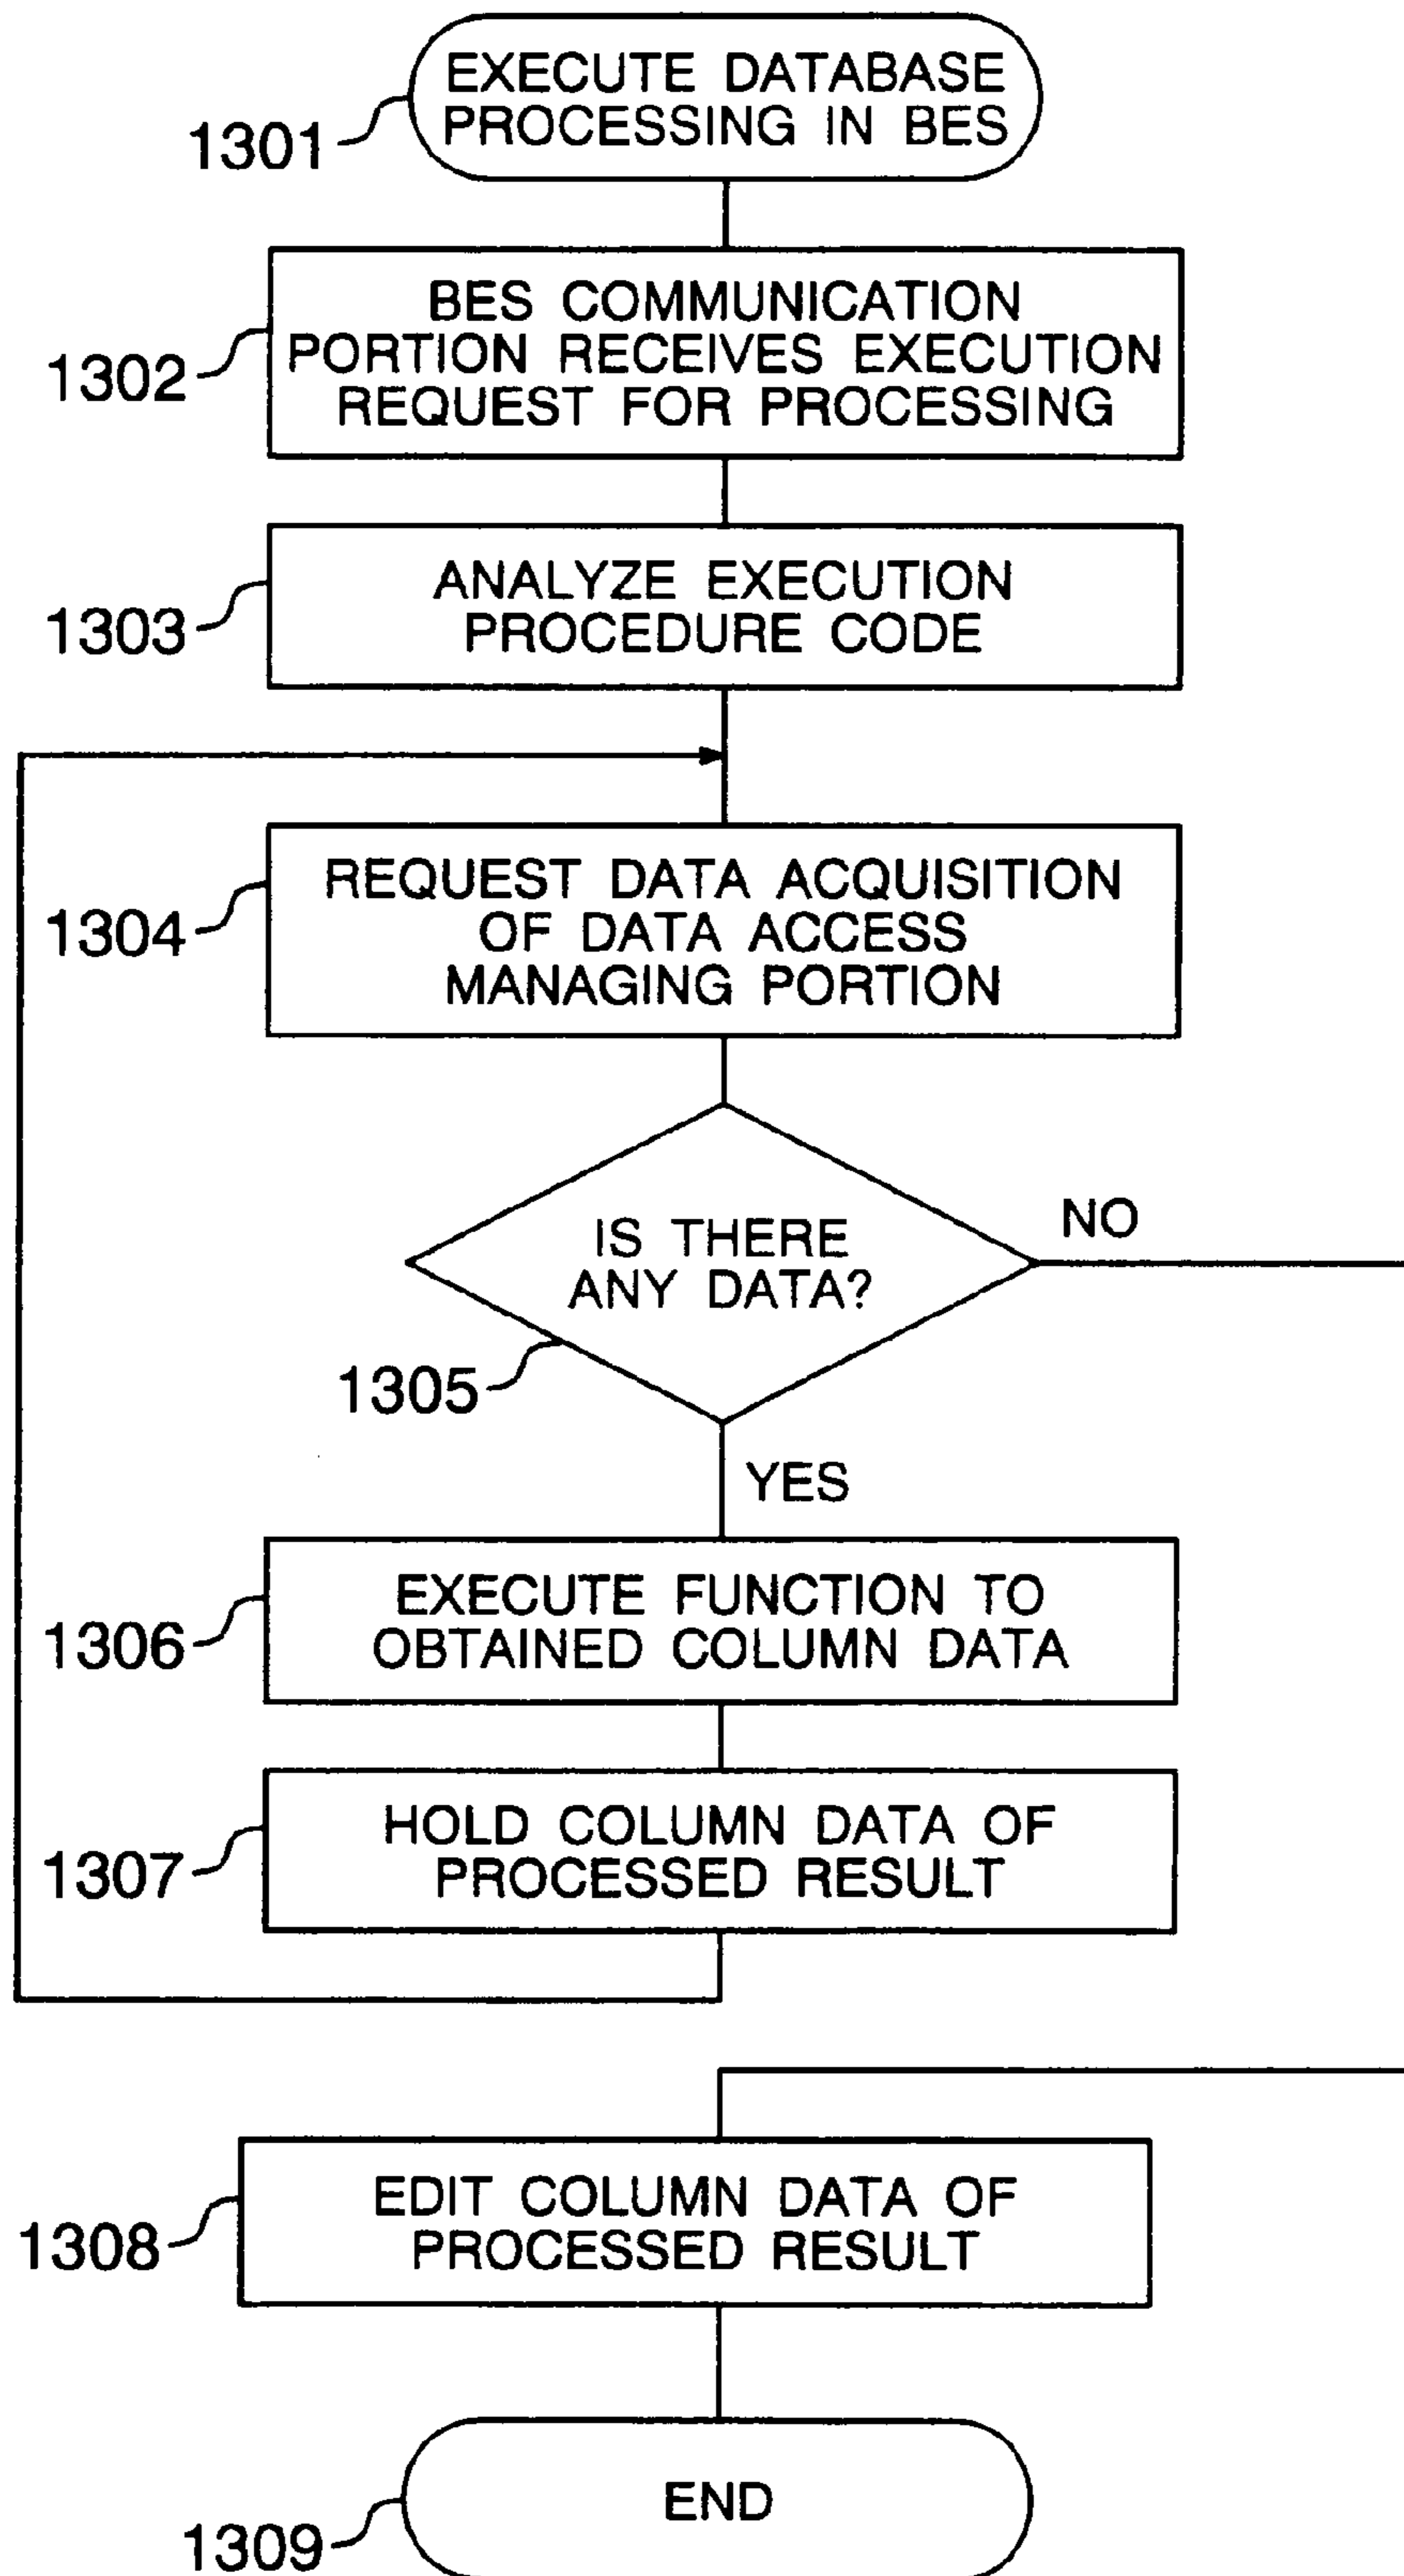 EXECUTE DATABASE
PROCESSING IN BES
1301
BES COMMUNICATION
PORTION RECEIVES EXECUTION
REQUEST FOR PROCESSING
1302
ANALYZE EXECUTION
PROCEDURE CODE
1303
REQUEST DATA ACQUISITION
OF DATA ACCESS
MANAGING PORTION
1304
IS THERE
ANY DATA?
NO
1305
YES
EXECUTE FUNCTION TO
OBTAINED COLUMN DATA
1306
HOLD COLUMN DATA OF
PROCESSED RESULT
1307
EDIT COLUMN DATA OF
PROCESSED RESULT
1308
END
1309